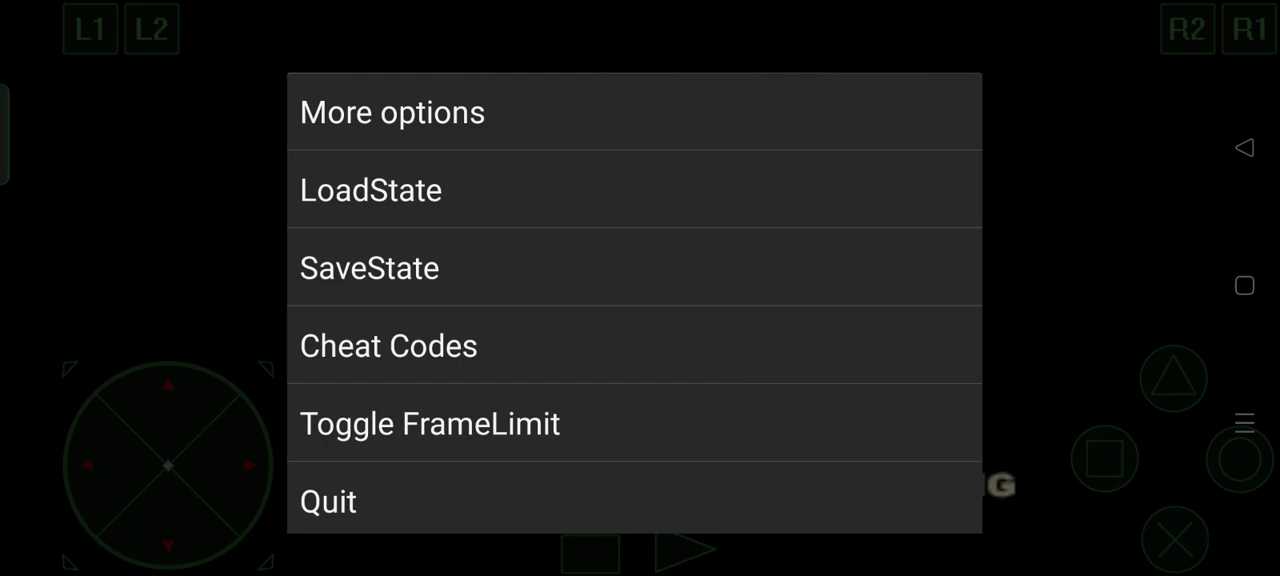 L1 L2 R2 R1
More options
LoadState
SaveState
Cheat Codes
Toggle FrameLimit
Quit